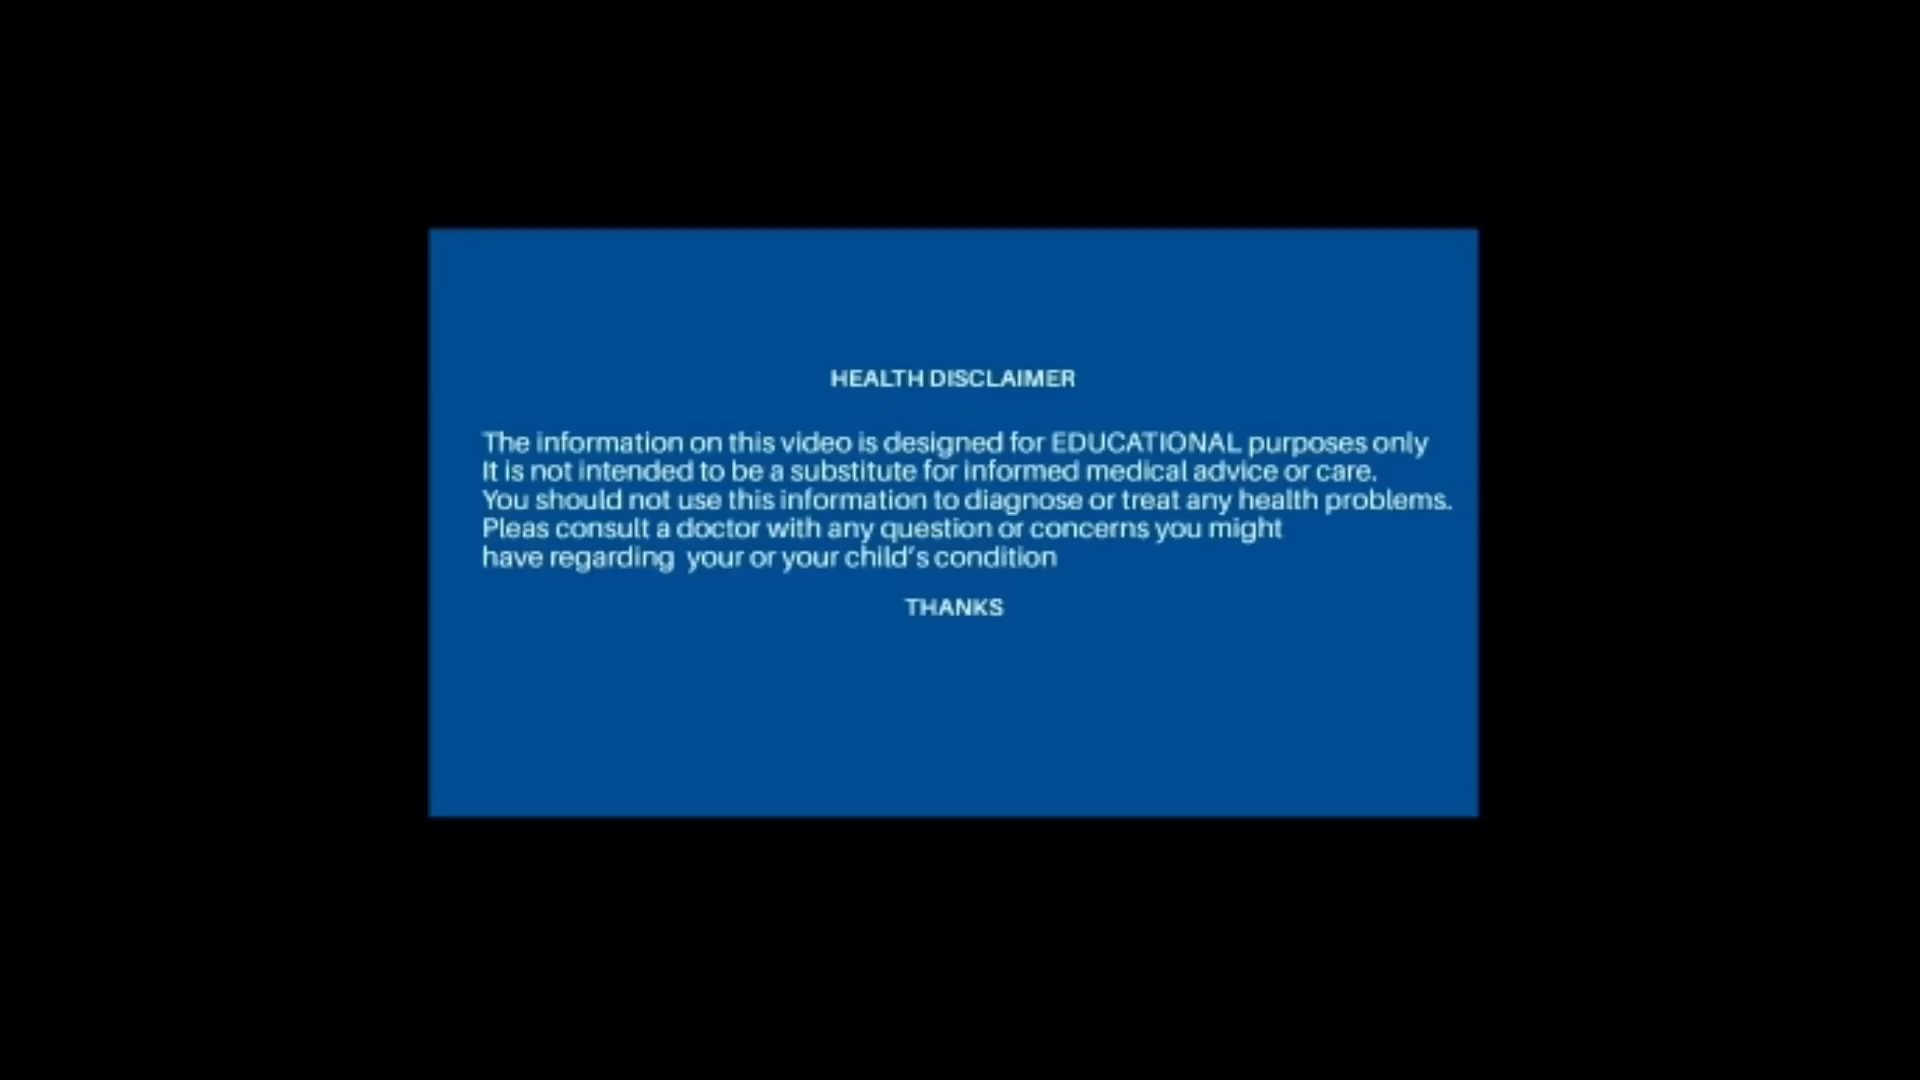 HEALTH DISCLAIMER
The information on this video is designed for EDUCATIONAL purposes only
It is not intended to be a substitute for informed medical advice or care.
You should not use this information to diagnose or treat any health problems.
Pleas consult a doctor with any question or concerns you might
have regarding  your or your child's condition
THANKS